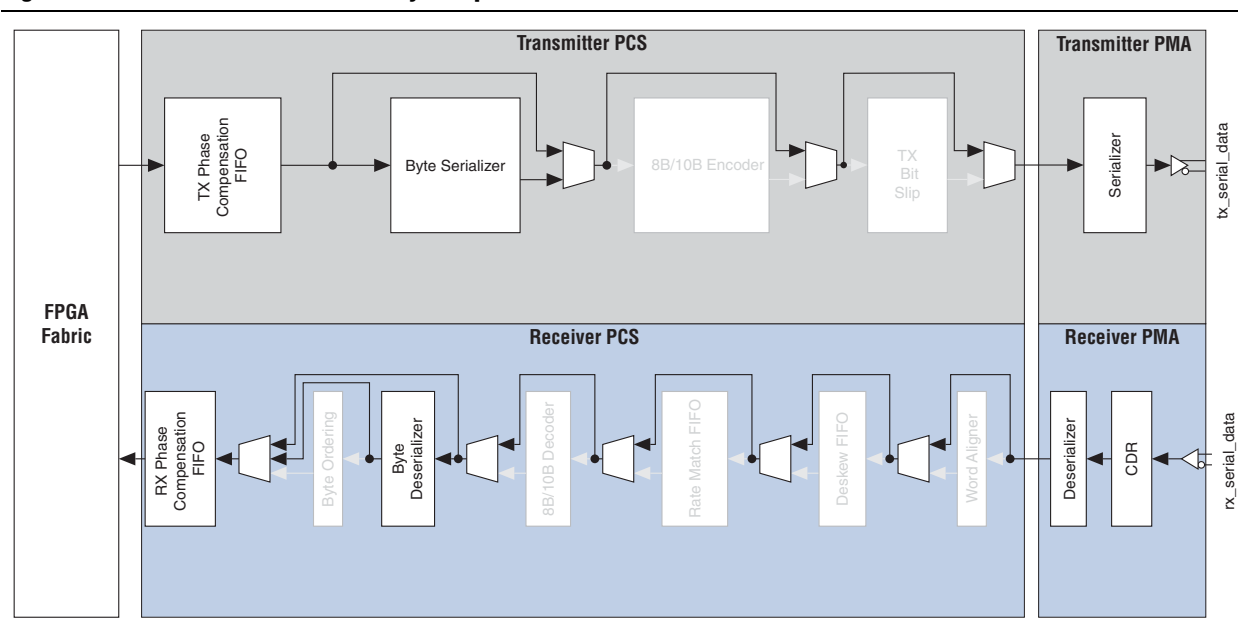 Transmitter PCS
Transmitter PMA
TX Phase
Compensation
FIFO
Byte Serializer
8B/10B Encoder
TX
Bit
Slip
Serializer
tx_serial_data
FPGA
Fabric
Receiver PCS
Receiver PMA
RX Phase
Compensation
FIFO
Byte Ordering
Byte
Deserializer
8B/10B Decoder
Rate Match FIFO
Deskew FIFO
Word Aligner
Deserializer
CDR
rx_serial_data